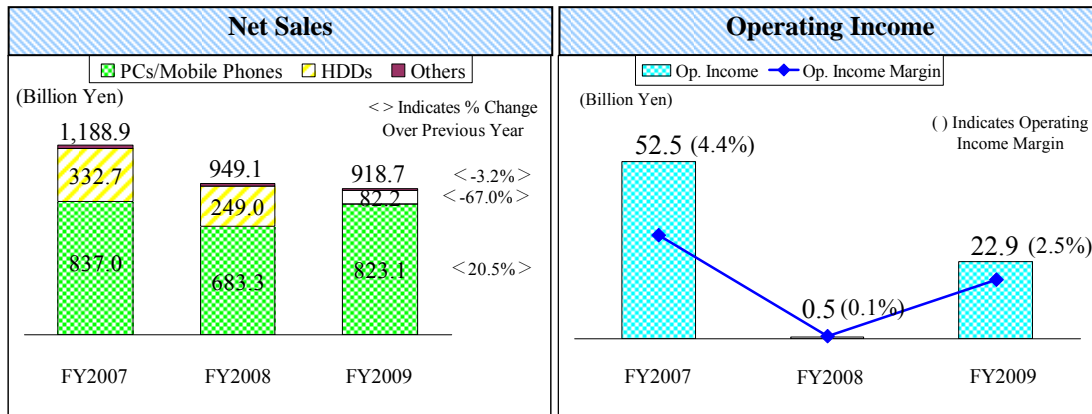 Net Sales
PCs/Mobile Phones HDDs Others
(Billion Yen)
< > Indicates % Change
Over Previous Year
1,188.9
949.1
918.7
<-3.2%>
332.7
249.0
82.2
<-67.0%>
837.0
683.3
823.1
<20.5%>
FY2007 FY2008 FY2009
Operating Income
Op. Income Op. Income Margin
(Billion Yen)
( ) Indicates Operating
Income Margin
52.5 (4.4%)
0.5 (0.1%)
22.9 (2.5%)
FY2007 FY2008 FY2009